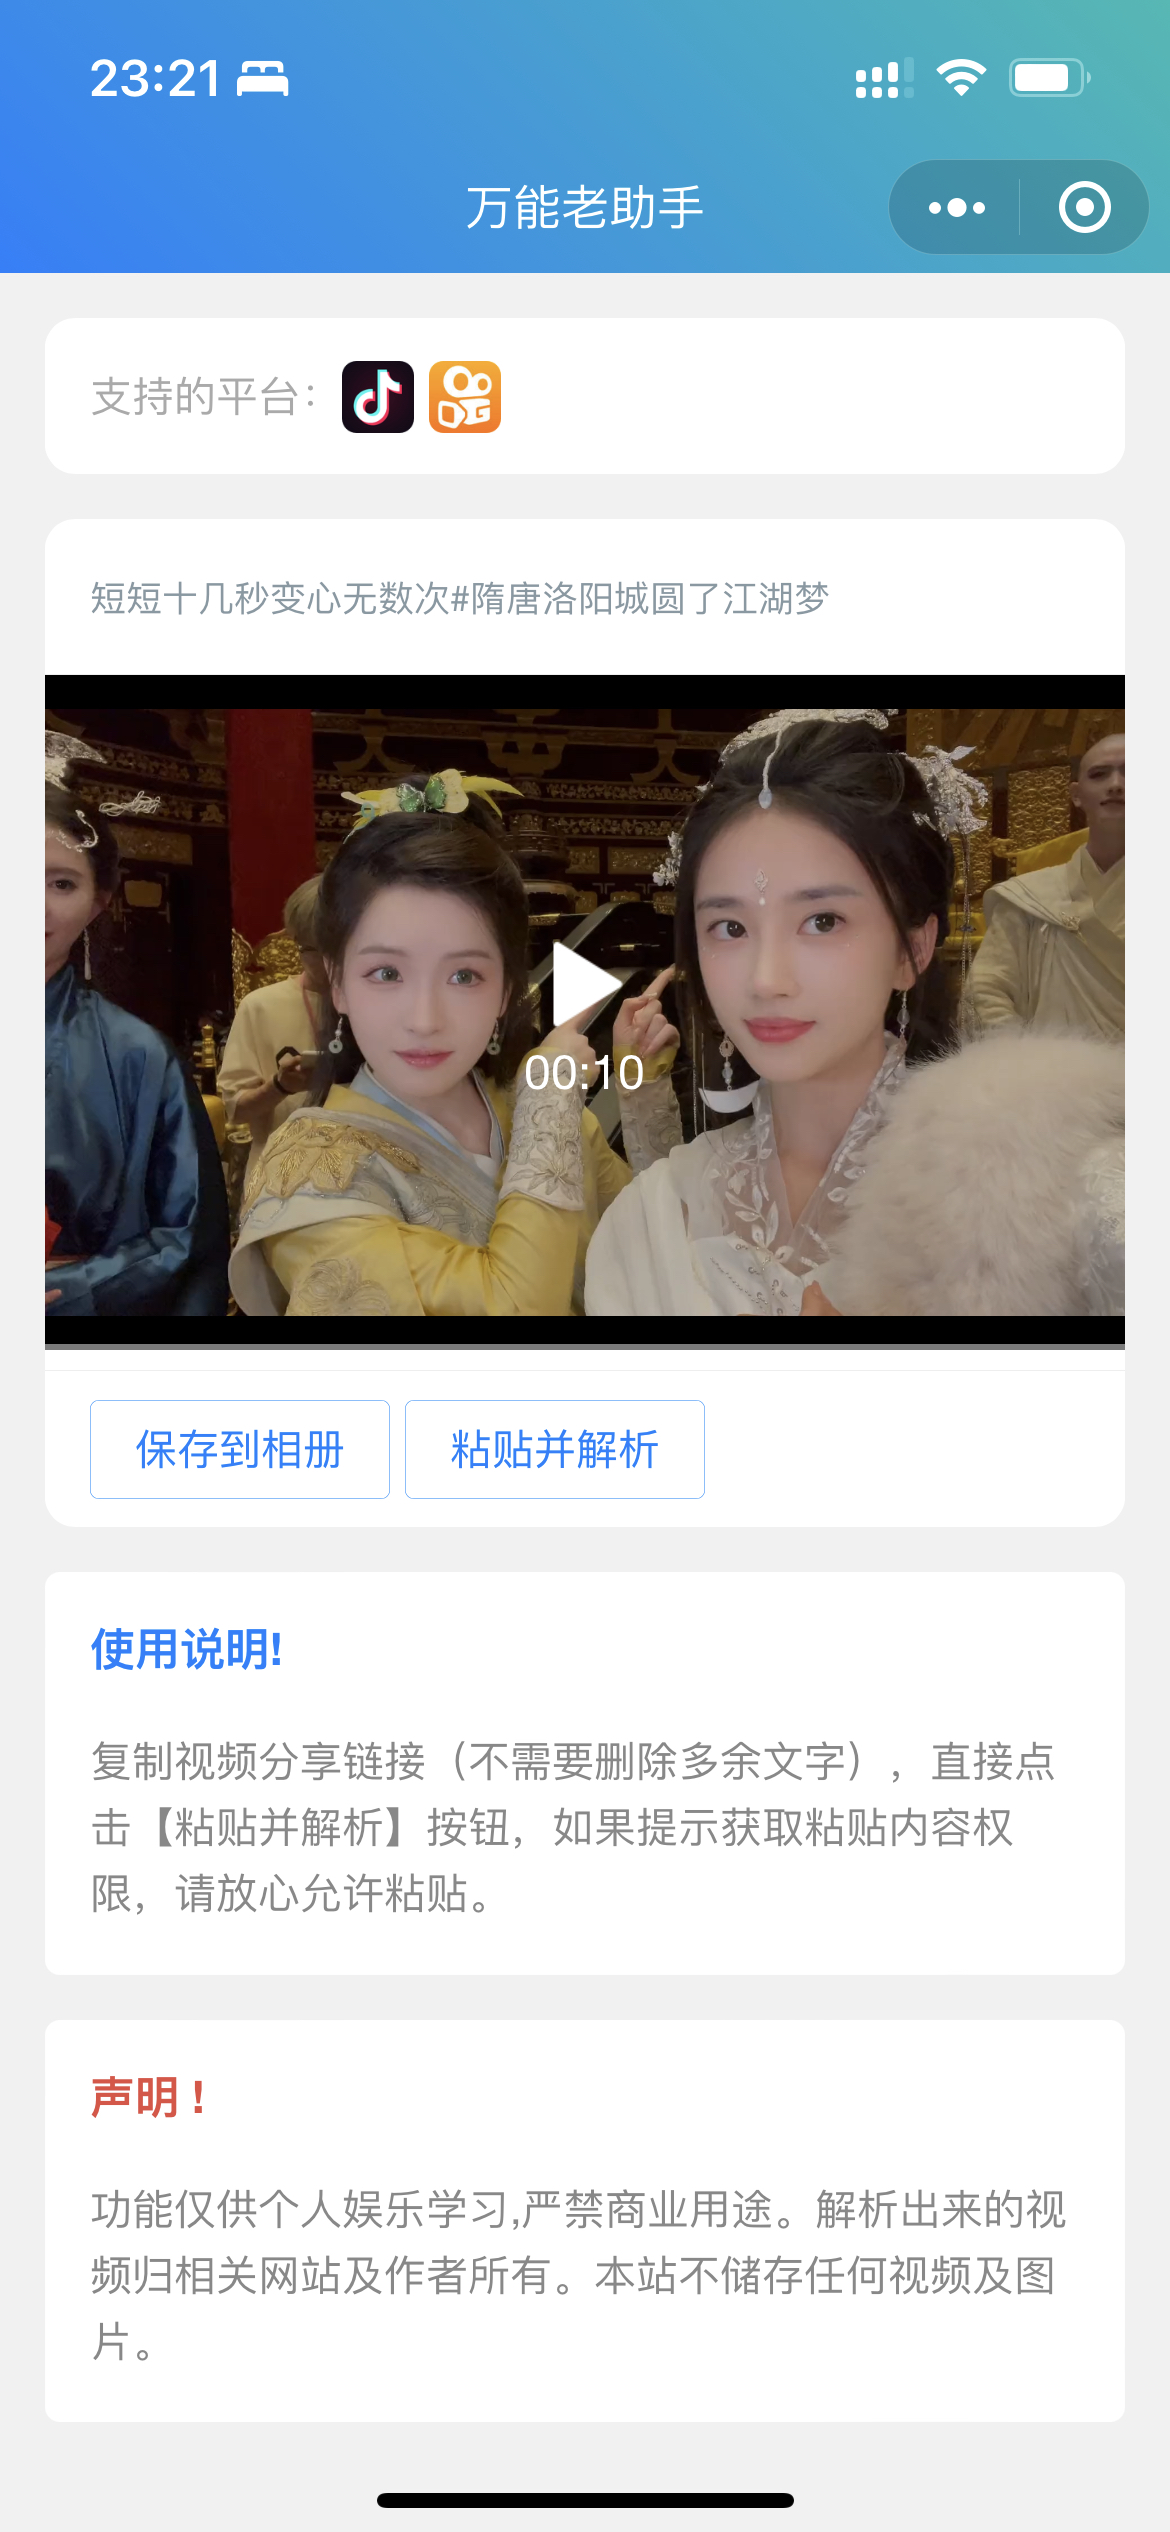 23:21
万能老助手
支持的平台：
短短十几秒变心无数次#隋唐洛阳城圆了江湖梦
00:10
保存到相册
粘贴并解析
使用说明!
复制视频分享链接（不需要删除多余文字），直接点
击【粘贴并解析】按钮，如果提示获取粘贴内容权
限，请放心允许粘贴。
声明！
功能仅供个人娱乐学习,严禁商业用途。解析出来的视
频归相关网站及作者所有。本站不储存任何视频及图
片。